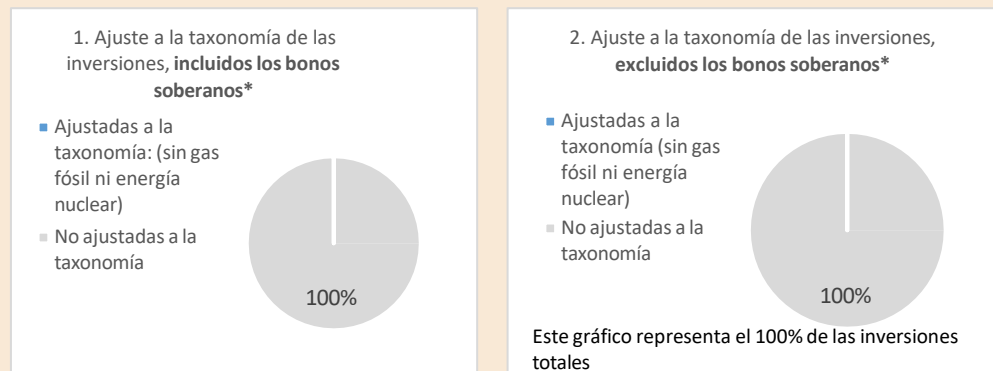 1. Ajuste a la taxonomía de las
inversiones, incluidos los bonos
soberanos*
Ajustadas a la
taxonomía: (sin gas
fósil ni energía
nuclear)
No ajustadas a la
taxonomía
100%
2. Ajuste a la taxonomía de las inversiones,
excluidos los bonos soberanos*
Ajustadas a la
taxonomía (sin gas
fósil ni energía
nuclear)
No ajustadas a la
taxonomía
100%
Este gráfico representa el 100% de las inversiones
totales